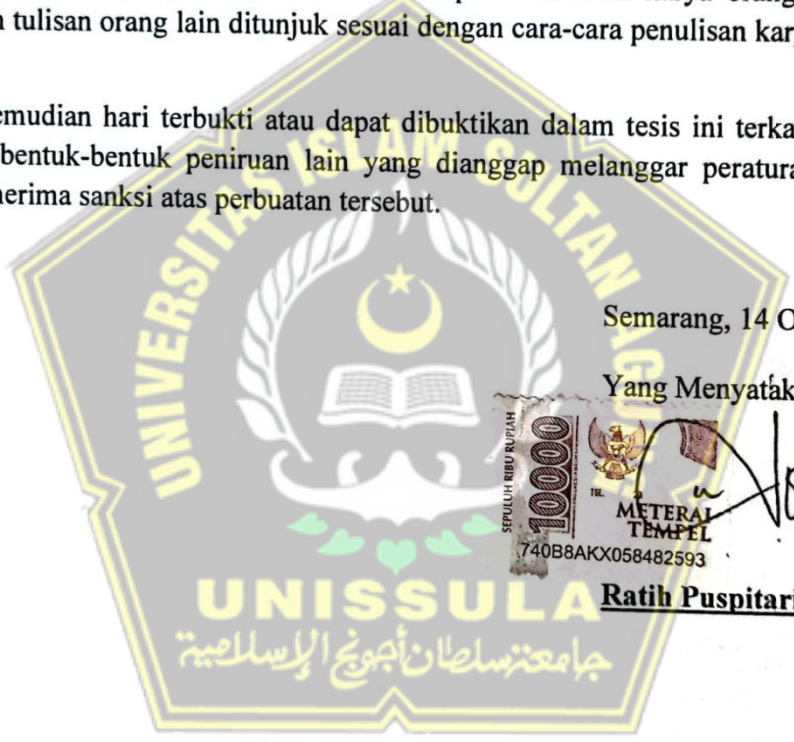 n tulisan orang lain ditunjuk sesuai dengan cara-cara penulisan kar
emudian hari terbukti atau dapat dibuktikan dalam tesis ini terka
bentuk-bentuk peniruan lain yang dianggap melanggar peratura
nerima sanksi atas perbuatan tersebut.
UNIVERSITAS ISLAM SULTAN AGUNG
Semarang, 14 O
Yang Menyatak
SEPULUH RIBU RUPIAH
10000
TGL.
METERAI
TEMPEL
740B8AKX058482593
Ratih Puspitari
UNISSULA
جامعة سلطان أجونج الإسلامية